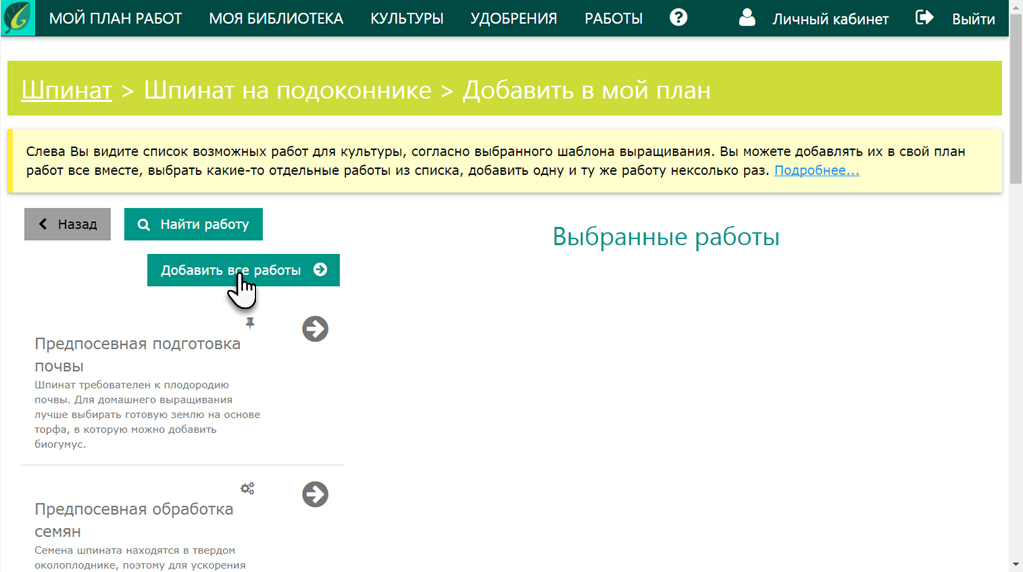 МОЙ ПЛАН РАБОТ МОЯ БИБЛИОТЕКА КУЛЬТУРЫ УДОБРЕНИЯ РАБОТЫ ? Личный кабинет Выйти
Шпинат > Шпинат на подоконнике > Добавить в мой план
Слева Вы видите список возможных работ для культуры, согласно выбранного шаблона выращивания. Вы можете добавлять их в свой план
работ все вместе, выбрать какие-то отдельные работы из списка, добавить одну и ту же работу нексколько раз. Подробнее...
Назад Найти работу
Выбранные работы
Добавить все работы
Предпосевная подготовка
почвы
Шпинат требователен к плодородию
почвы. Для домашнего выращивания
лучше выбирать готовую землю на основе
торфа, в которую можно добавить
биогумус.
Предпосевная обработка
семян
Семена шпината находятся в твердом
околоплоднике, поэтому для ускорения